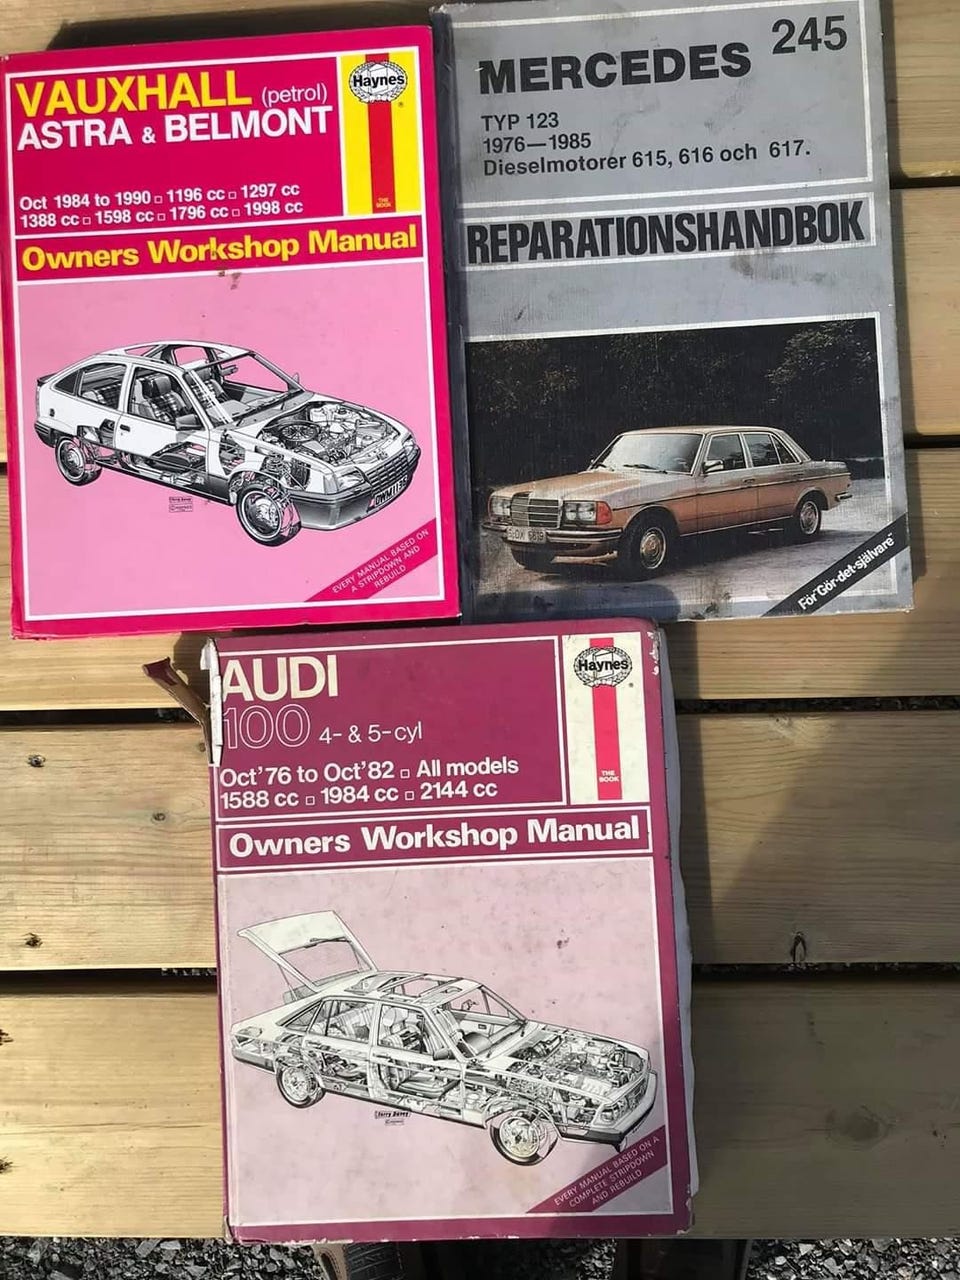 VAUXHALL (petrol)
ASTRA & BELMONT
Haynes
®
THE
BOOK
Oct 1984 to 1990 □ 1196 cc □ 1297 cc
1388 cc □ 1598 cc □ 1796 cc □ 1998 cc
Owners Workshop Manual
EVERY MANUAL BASED ON
A STRIPDOWN AND
REBUILD
245
MERCEDES
TYP 123
1976—1985
Dieselmotorer 615, 616 och 617.
REPARATIONSHANDBOK
För "Gör-det-självare"
AUDI
100 4- & 5-cyl
Haynes
®
THE
BOOK
Oct'76 to Oct'82 □ All models
1588 cc □ 1984 cc □ 2144 cc
Owners Workshop Manual
Terry Davey
EVERY MANUAL BASED ON A
COMPLETE STRIPDOWN
AND REBUILD